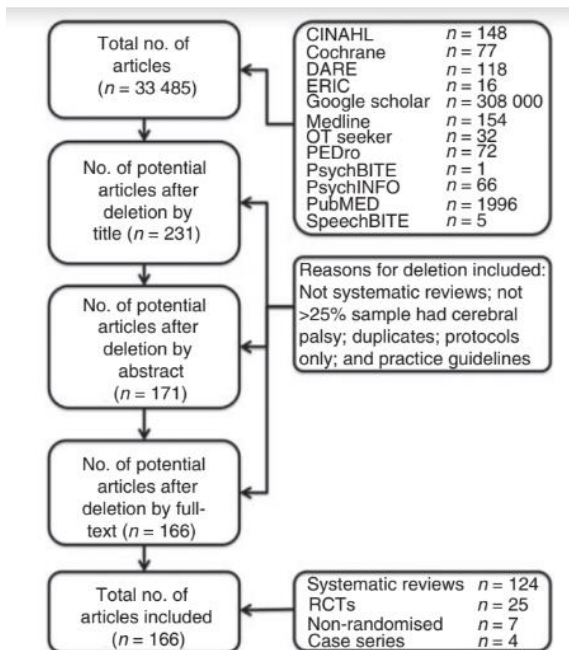 Total no. of
articles
(n = 33 485)
CINAHL n = 148
Cochrane n = 77
DARE n = 118
ERIC n = 16
Google scholar n = 308 000
Medline n = 154
OT seeker n = 32
PEDro n = 72
PsychBITE n = 1
PsychINFO n = 66
PubMED n = 1996
SpeechBITE n = 5
No. of potential
articles after
deletion by
title (n = 231)
Reasons for deletion included:
Not systematic reviews; not
>25% sample had cerebral
palsy; duplicates; protocols
only; and practice guidelines
No. of potential
articles after
deletion by
abstract
(n = 171)
No. of potential
articles after
deletion by full-
text (n = 166)
Total no. of
articles included
(n = 166)
Systematic reviews n = 124
RCTs n = 25
Non-randomised n = 7
Case series n = 4